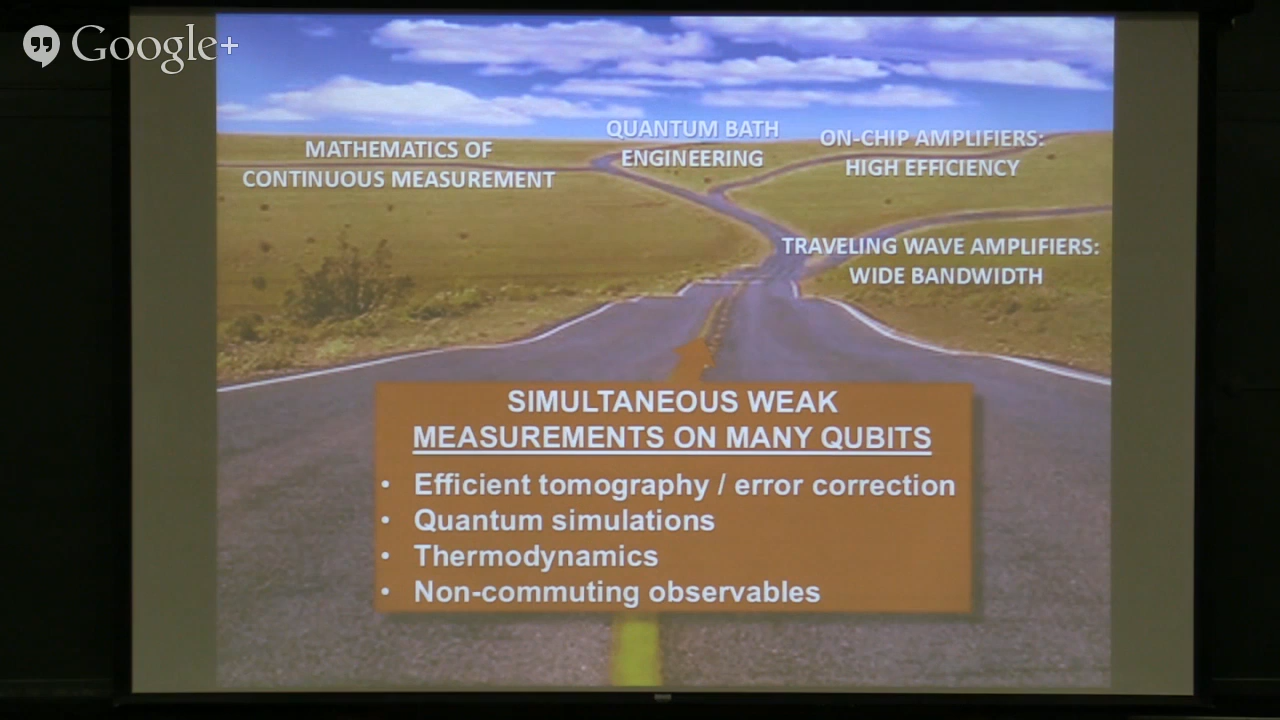 Google+
QUANTUM BATH
ENGINEERING
MATHEMATICS OF
CONTINUOUS MEASUREMENT
ON-CHIP AMPLIFIERS:
HIGH EFFICIENCY
TRAVELING WAVE AMPLIFIERS:
WIDE BANDWIDTH
SIMULTANEOUS WEAK
MEASUREMENTS ON MANY QUBITS
• Efficient tomography / error correction
• Quantum simulations
• Thermodynamics
• Non-commuting observables